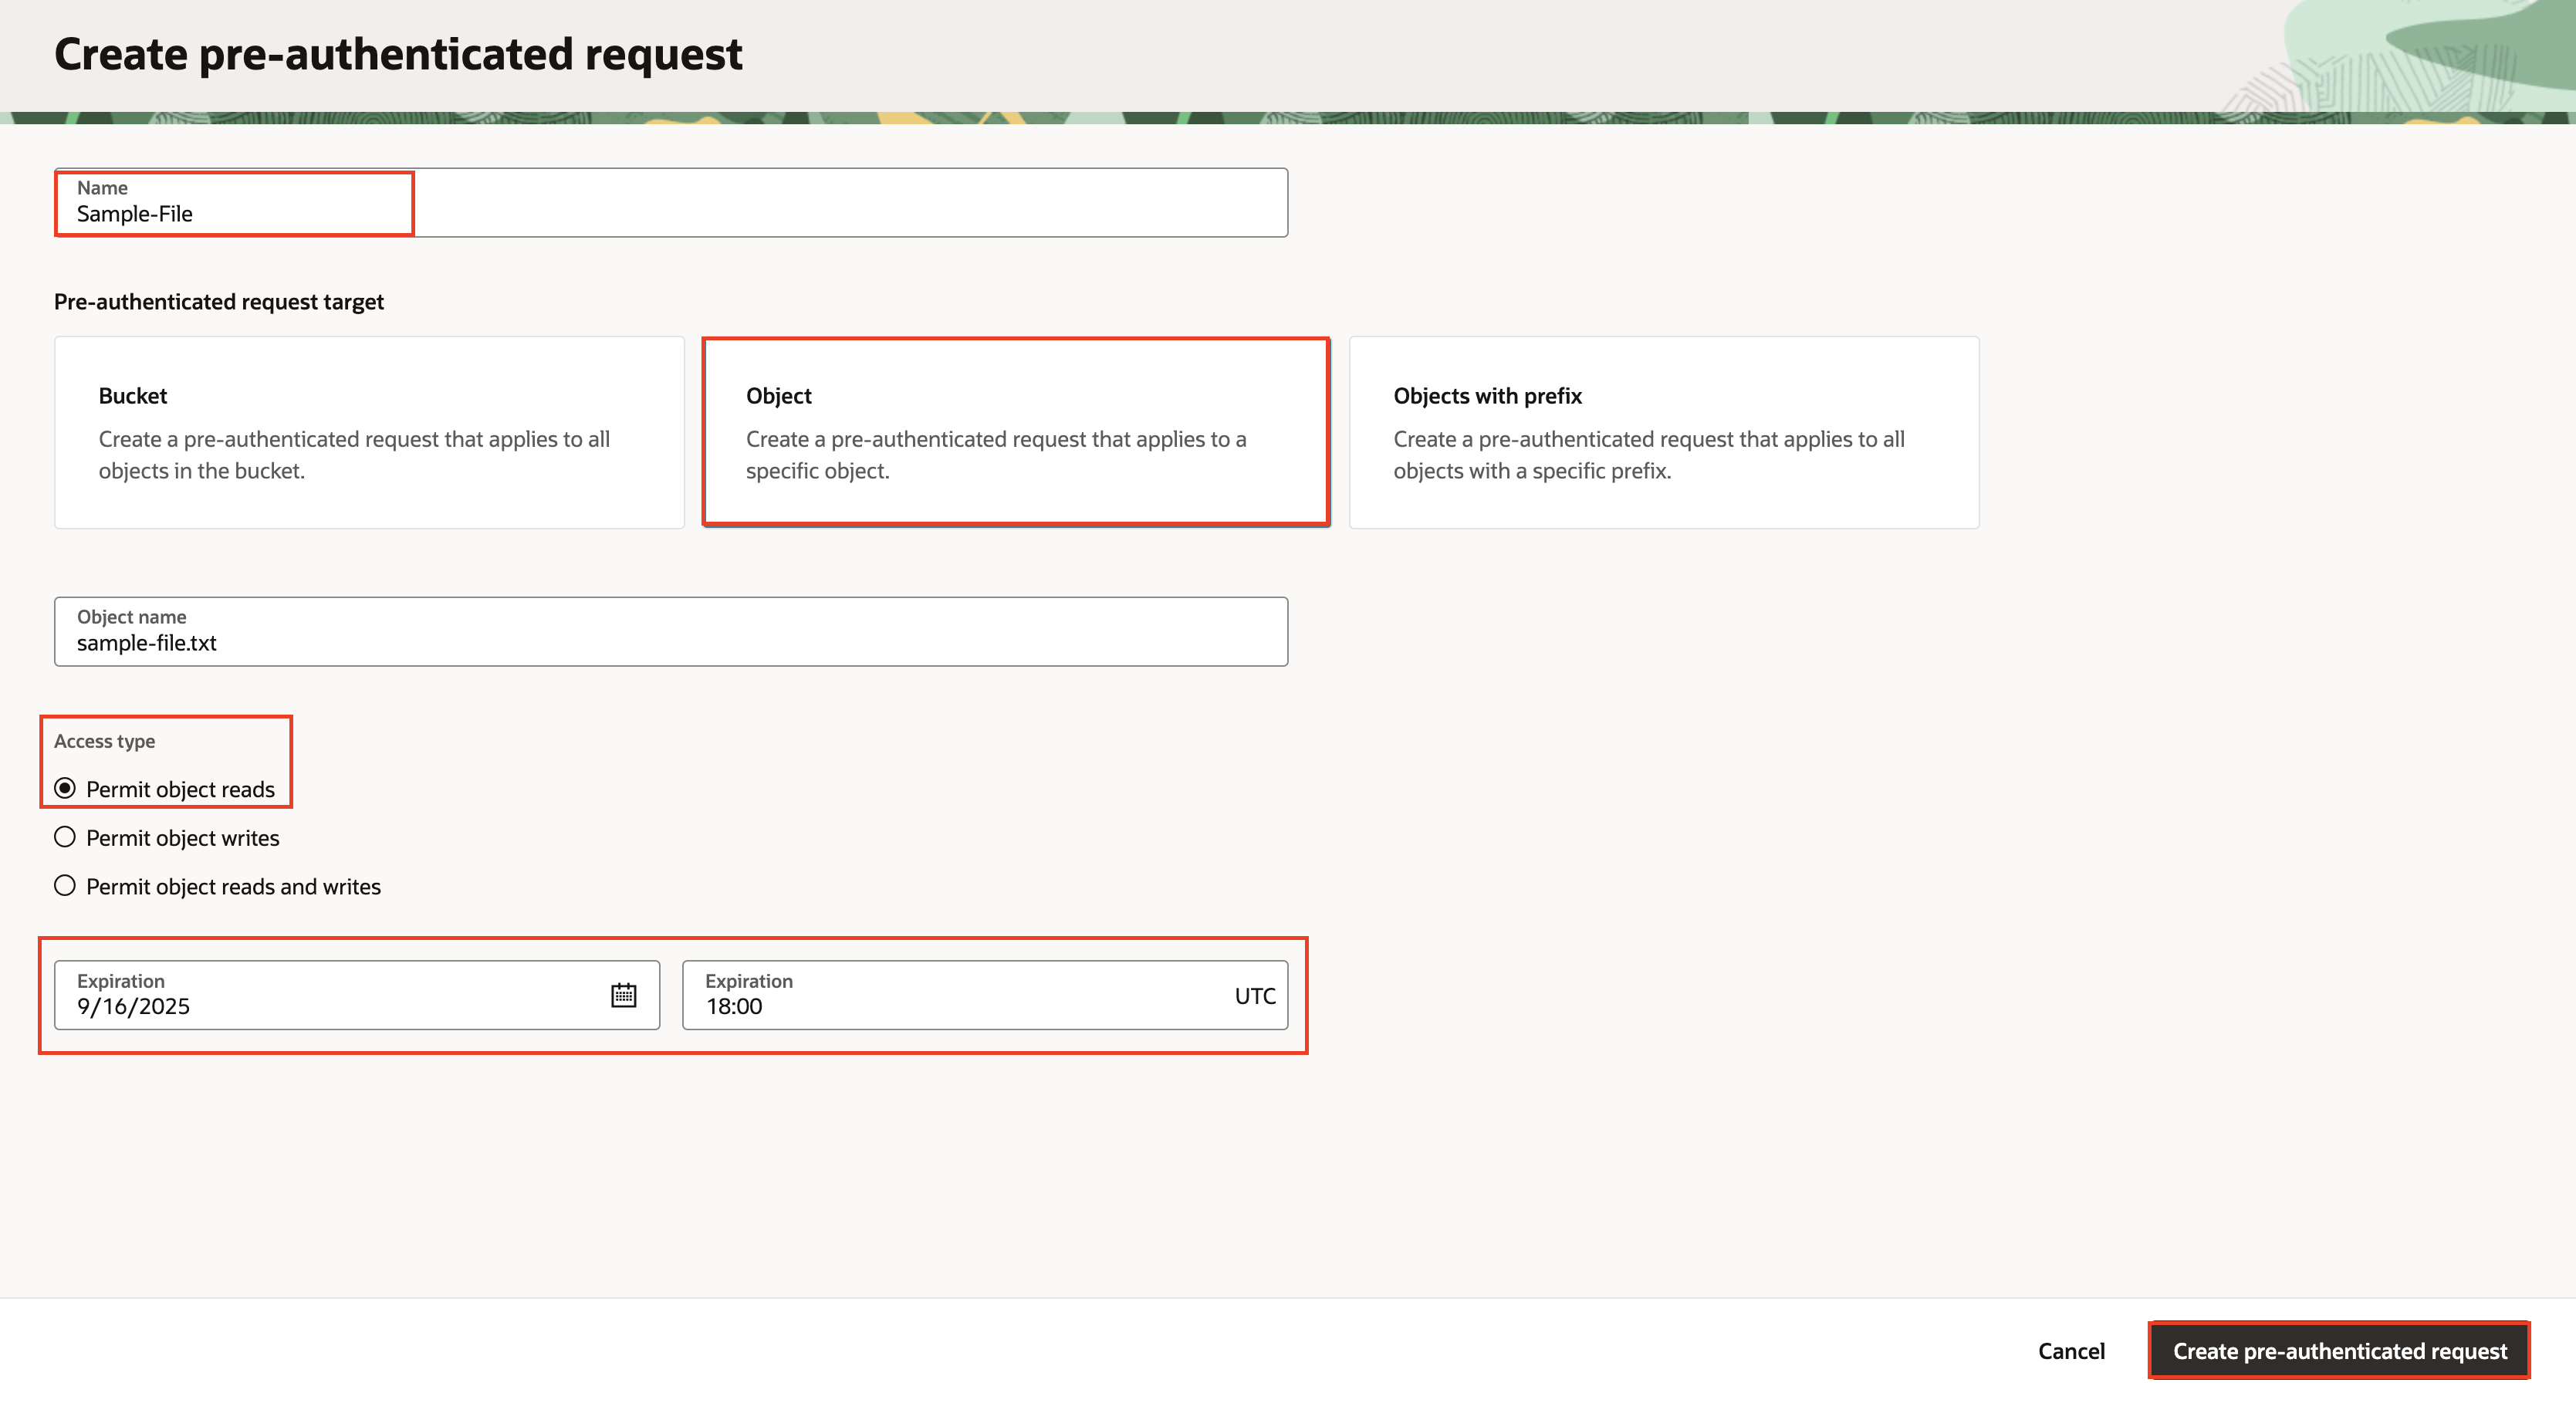 Create pre-authenticated request
Name
Sample-File
Pre-authenticated request target
Bucket
Create a pre-authenticated request that applies to all
objects in the bucket.
Object
Create a pre-authenticated request that applies to a
specific object.
Objects with prefix
Create a pre-authenticated request that applies to all
objects with a specific prefix.
Object name
sample-file.txt
Access type
Permit object reads
Permit object writes
Permit object reads and writes
Expiration
9/16/2025
Expiration
18:00
UTC
Cancel
Create pre-authenticated request